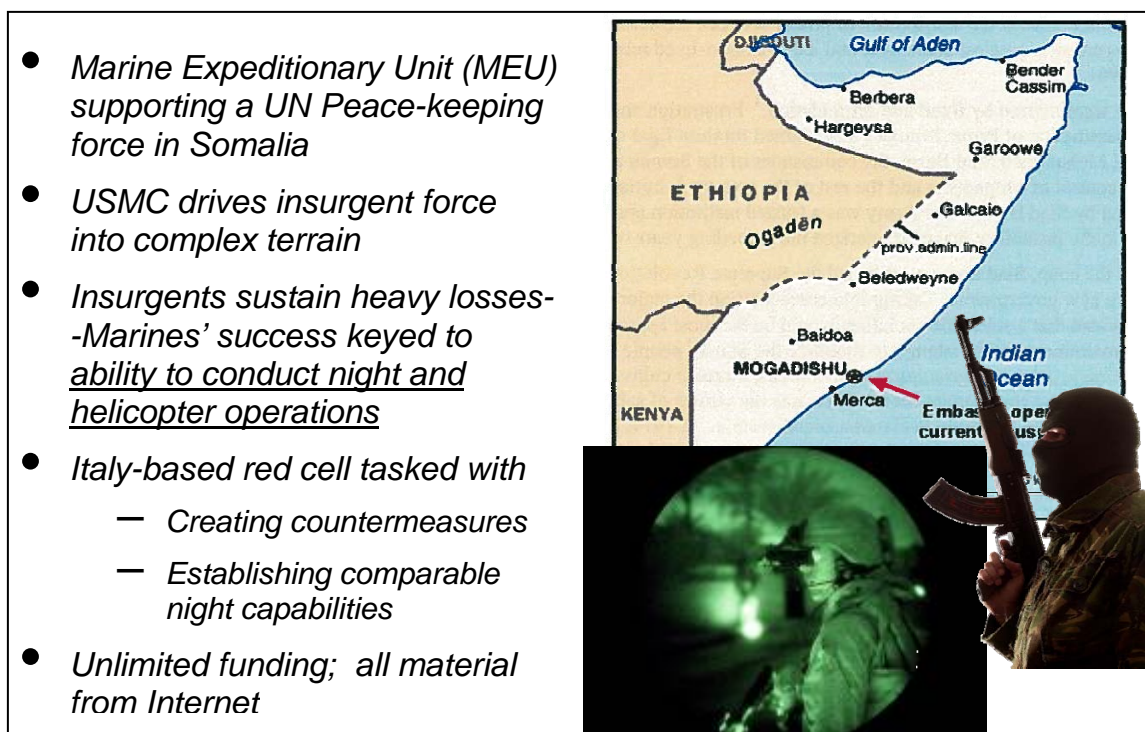 • Marine Expeditionary Unit (MEU)
supporting a UN Peace-keeping
force in Somalia
• USMC drives insurgent force
into complex terrain
• Insurgents sustain heavy losses-
-Marines’ success keyed to
ability to conduct night and
helicopter operations
• Italy-based red cell tasked with
– Creating countermeasures
– Establishing comparable
night capabilities
• Unlimited funding; all material
from Internet
DJIBOUTI
Gulf of Aden
Bender
Cassim
Berbera
Hargeysa
Garoowe
ETHIOPIA
Galcaio
Ogadēn
prov.admin.line
Beledweyne
Baidoa
Indian
MOGADISHU
Merca
KENYA